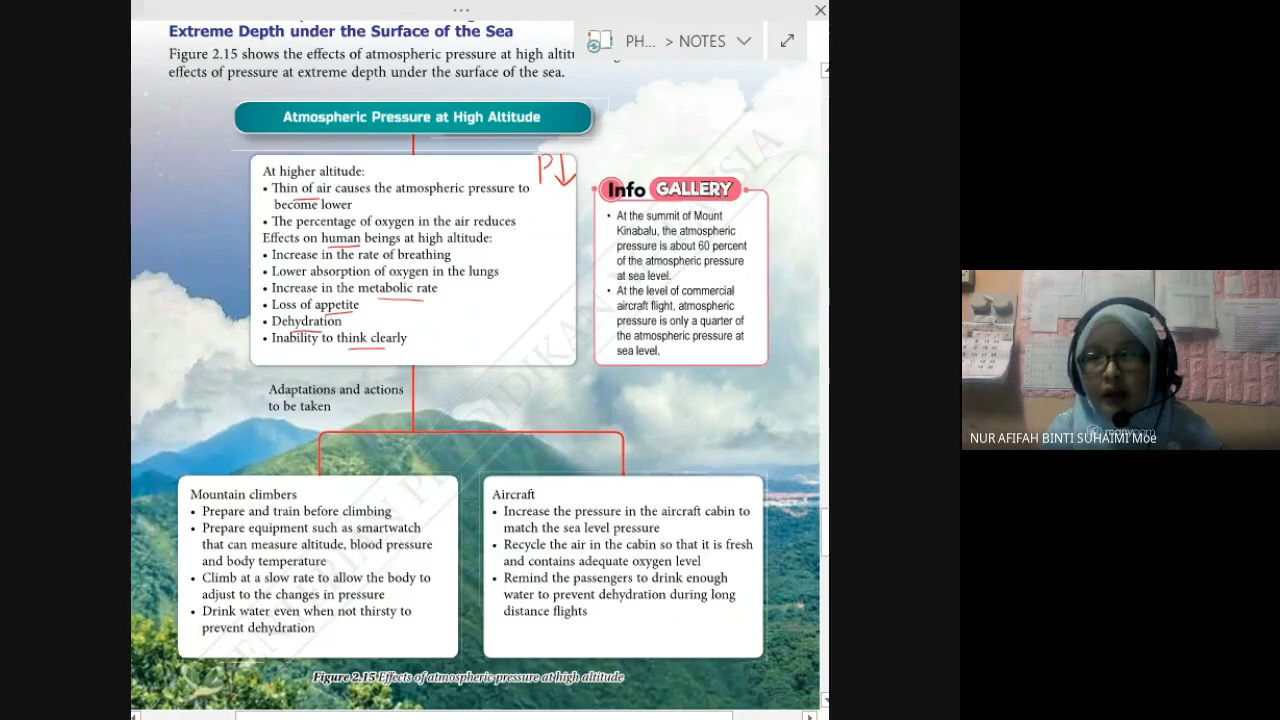 Extreme Depth under the Surface of the Sea
Figure 2.15 shows the effects of atmospheric pressure at high
effects of pressure at extreme depth under the surface of the sea.
PH... > NOTES
Atmospheric Pressure at High Altitude
P↓
At higher altitude:
• Thin of air causes the atmospheric pressure to
become lower
• The percentage of oxygen in the air reduces
Effects on human beings at high altitude:
• Increase in the rate of breathing
• Lower absorption of oxygen in the lungs
• Increase in the metabolic rate
• Loss of appetite
• Dehydration
• Inability to think clearly
Info GALLERY
• At the summit of Mount
Kinabalu, the atmospheric
pressure is about 60 percent
of the atmospheric pressure
at sea level.
• At the level of commercial
aircraft flight, atmospheric
pressure is only a quarter of
the atmospheric pressure at
sea level.
Adaptations and actions
to be taken
Mountain climbers
• Prepare and train before climbing
• Prepare equipment such as smartwatch
that can measure altitude, blood pressure
and body temperature
• Climb at a slow rate to allow the body to
adjust to the changes in pressure
• Drink water even when not thirsty to
prevent dehydration
Aircraft
• Increase the pressure in the aircraft cabin to
match the sea level pressure
• Recycle the air in the cabin so that it is fresh
and contains adequate oxygen level
• Remind the passengers to drink enough
water to prevent dehydration during long
distance flights
Figure 2.15 Effects of atmospheric pressure at high altitude
KEMENTERIAN PENDIDIKAN MALAYSIA
NUR AFIFAH BINTI SUHAIMI Moe